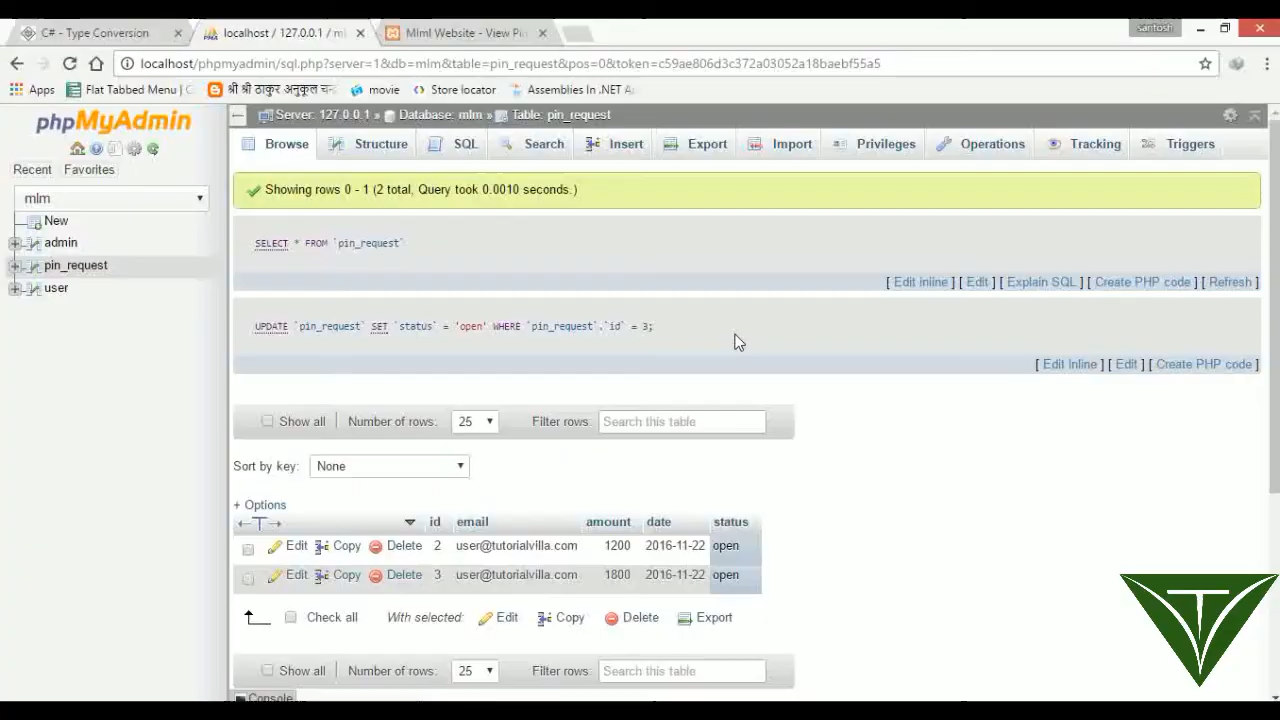 C# - Type Conversion
localhost / 127.0.0.1 / ml
Mlml Website - View Pi
santosh
localhost/phpmyadmin/sql.php?server=1&db=mlm&table=pin_request&pos=0&token=c59ae806d3c372a03052a18baebf55a5
Apps
Flat Tabbed Menu | C
श्री श्री ठाकुर अनुकूल चन्
movie
Store locator
Assemblies in .NET A
phpMyAdmin
Server: 127.0.0.1 » Database: mlm » Table: pin_request
Browse Structure SQL Search Insert Export Import Privileges Operations Tracking Triggers
Recent Favorites
mlm
New
admin
pin_request
user
Showing rows 0 - 1 (2 total, Query took 0.0010 seconds.)
SELECT * FROM `pin_request`
[ Edit inline ] [ Edit ] [ Explain SQL ] [ Create PHP code ] [ Refresh ]
UPDATE `pin_request` SET `status` = 'open' WHERE `pin_request`.`id` = 3;
[ Edit Inline ] [ Edit ] [ Create PHP code ]
Show all Number of rows: 25 Filter rows: Search this table
Sort by key: None
+ Options
id email amount date status
Edit Copy Delete 2 user@tutorialvilla.com 1200 2016-11-22 open
Edit Copy Delete 3 user@tutorialvilla.com 1800 2016-11-22 open
Check all With selected: Edit Copy Delete Export
Show all Number of rows: 25 Filter rows: Search this table
Console